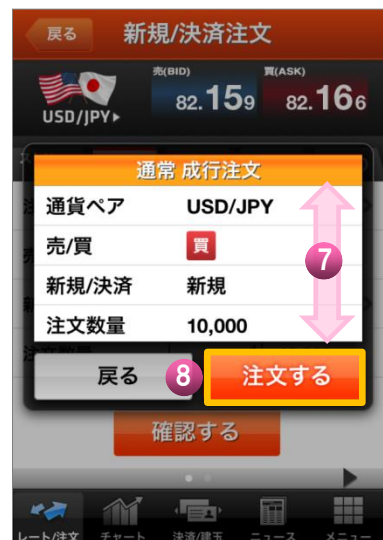 戻る 新規/決済注文
売(BID) 買(ASK)
USD/JPY 82.159 82.166
通常 成行注文
通貨ペア USD/JPY
売/買 買
新規/決済 新規
注文数量 10,000
7
戻る 8 注文する
確認する
レート/注文 チャート 決済/建玉 ニュース メニュー